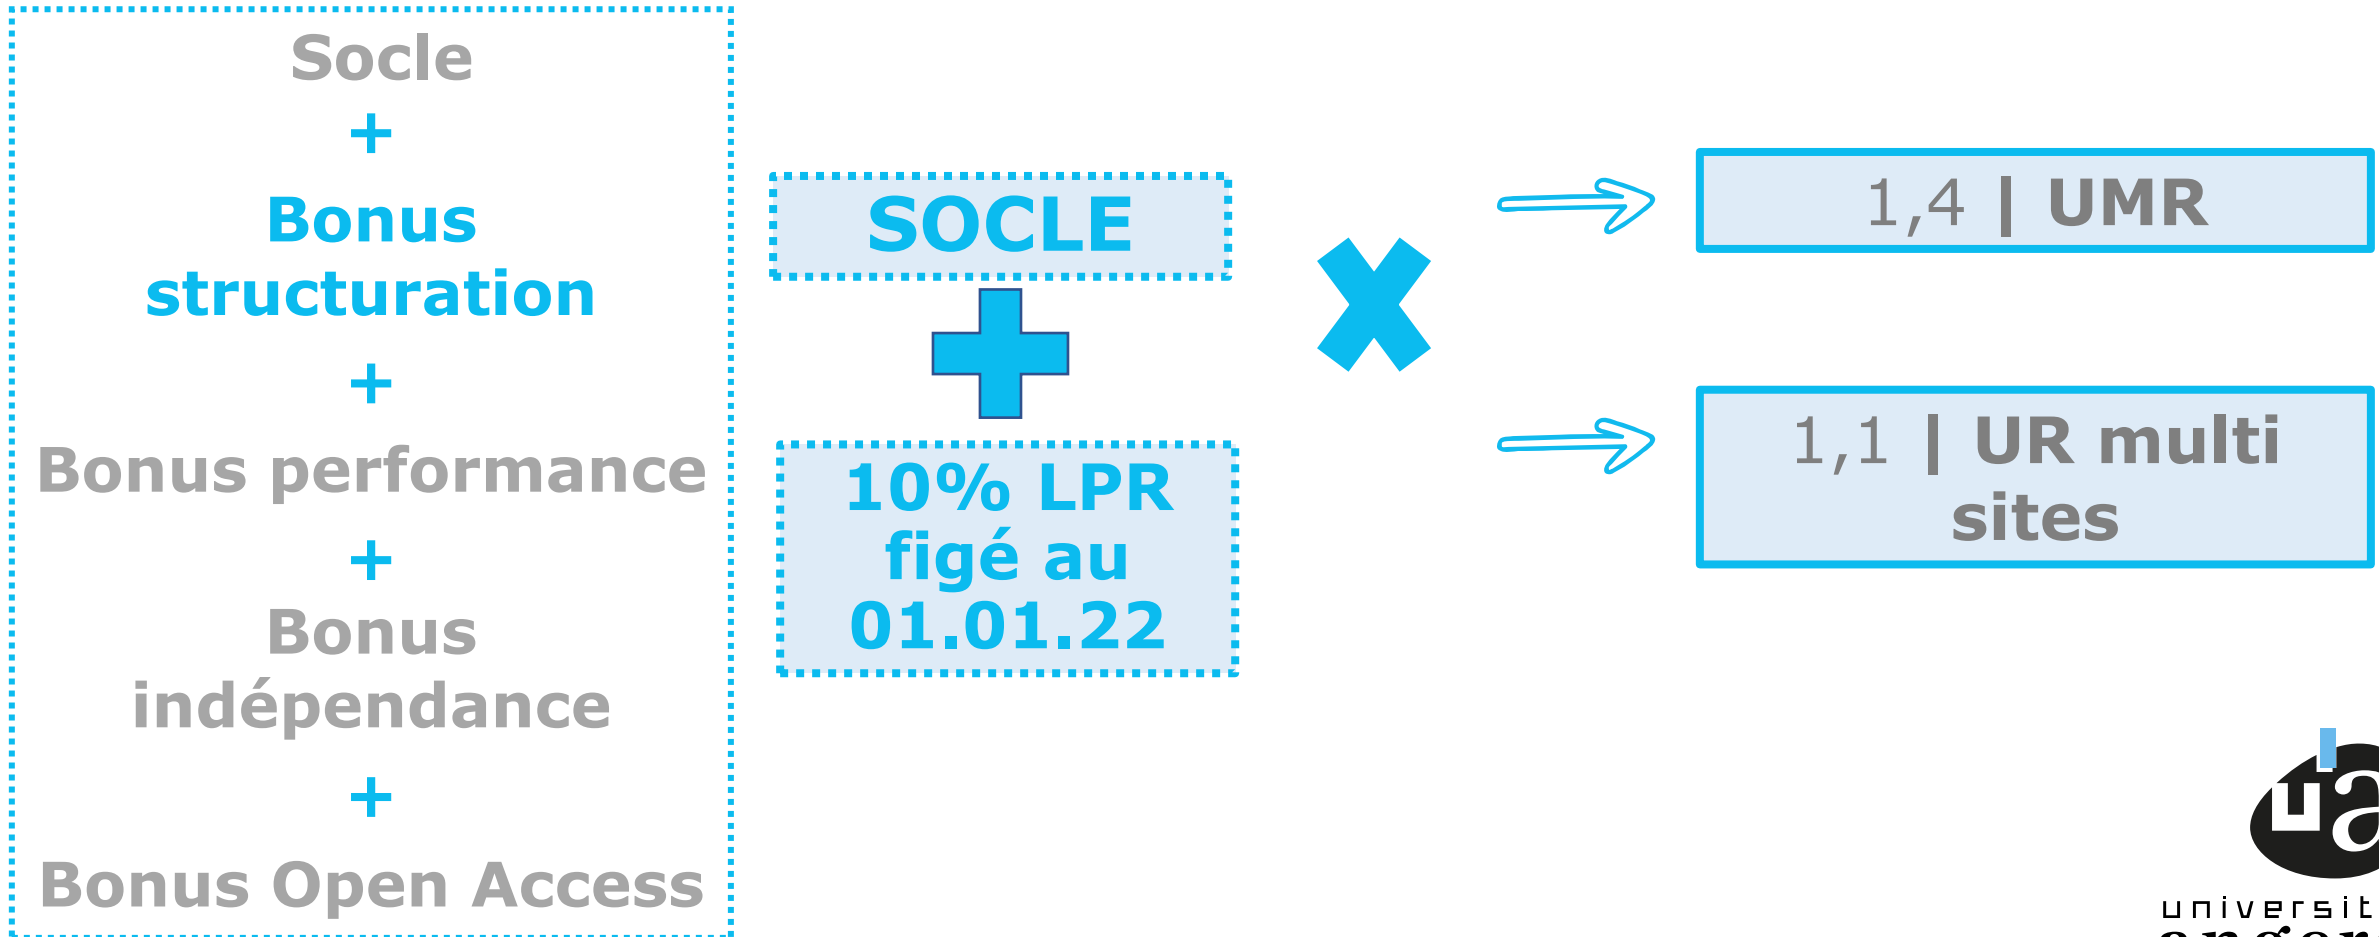 Socle
+
Bonus
structuration
+
Bonus performance
+
Bonus
indépendance
+
Bonus Open Access
SOCLE
10% LPR
figé au
01.01.22
1,4 | UMR
1,1 | UR multi
sites
ua
universit